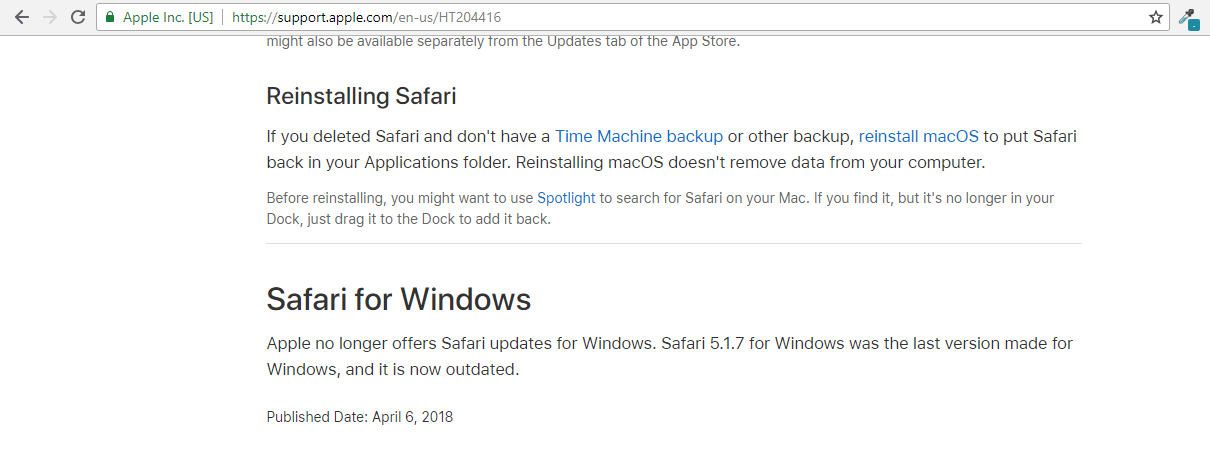 Apple Inc. [US] https://support.apple.com/en-us/HT204416
might also be available separately from the Updates tab of the App Store.
Reinstalling Safari
If you deleted Safari and don't have a Time Machine backup or other backup, reinstall macOS to put Safari
back in your Applications folder. Reinstalling macOS doesn't remove data from your computer.
Before reinstalling, you might want to use Spotlight to search for Safari on your Mac. If you find it, but it's no longer in your
Dock, just drag it to the Dock to add it back.
Safari for Windows
Apple no longer offers Safari updates for Windows. Safari 5.1.7 for Windows was the last version made for
Windows, and it is now outdated.
Published Date: April 6, 2018